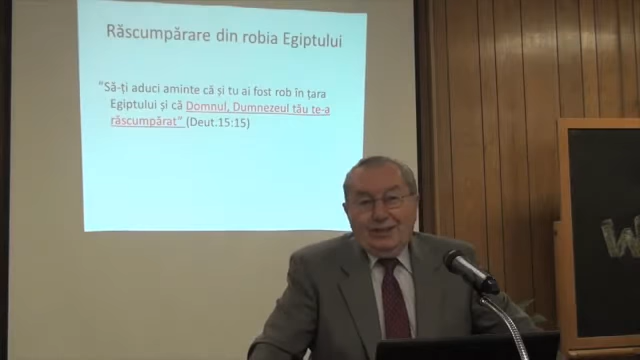 Răscumpărare din robia Egiptului
“Să-ți aduci aminte că și tu ai fost rob în țara
Egiptului și că Domnul, Dumnezeul tău te-a
răscumpărat” (Deut.15:15)
W